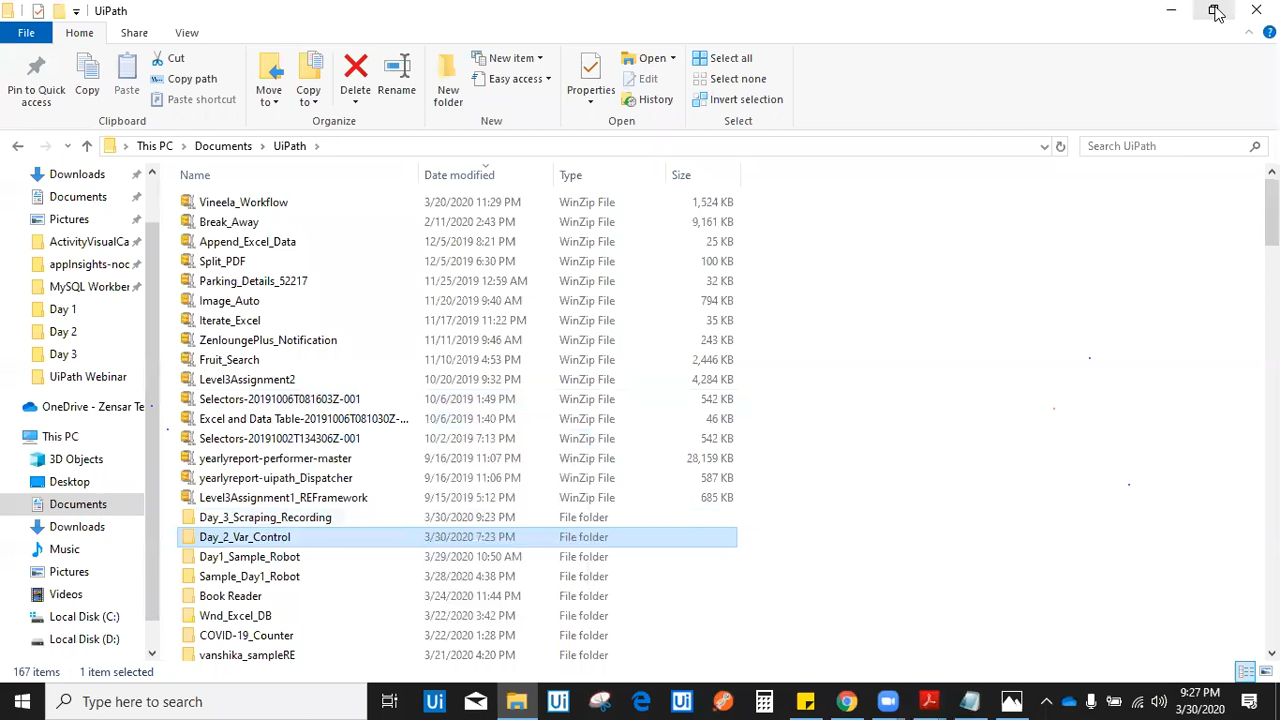 UiPath
File Home Share View
Pin to Quick access
Copy
Paste
Cut
Copy path
Paste shortcut
Clipboard
Move to
Copy to
Delete
Rename
Organize
New folder
New item
Easy access
New
Properties
Open
Edit
History
Open
Select all
Select none
Invert selection
Select
This PC > Documents > UiPath >
Search UiPath
Downloads
Documents
Pictures
ActivityVisualCa
appInsights-noc
MySQL Workber
Day 1
Day 2
Day 3
UiPath Webinar
OneDrive - Zensar Te
This PC
3D Objects
Desktop
Documents
Downloads
Music
Pictures
Videos
Local Disk (C:)
Local Disk (D:)
Name Date modified Type Size
Vineela_Workflow 3/20/2020 11:29 PM WinZip File 1,524 KB
Break_Away 2/11/2020 2:43 PM WinZip File 9,161 KB
Append_Excel_Data 12/5/2019 8:21 PM WinZip File 25 KB
Split_PDF 12/5/2019 6:30 PM WinZip File 100 KB
Parking_Details_52217 11/25/2019 12:59 AM WinZip File 32 KB
Image_Auto 11/20/2019 9:40 AM WinZip File 794 KB
Iterate_Excel 11/17/2019 11:22 PM WinZip File 35 KB
ZenloungePlus_Notification 11/11/2019 9:46 AM WinZip File 243 KB
Fruit_Search 11/10/2019 4:53 PM WinZip File 2,446 KB
Level3Assignment2 10/20/2019 9:32 PM WinZip File 4,284 KB
Selectors-20191006T081603Z-001 10/6/2019 1:49 PM WinZip File 542 KB
Excel and Data Table-20191006T081030Z-... 10/6/2019 1:40 PM WinZip File 46 KB
Selectors-20191002T134306Z-001 10/2/2019 7:13 PM WinZip File 542 KB
yearlyreport-performer-master 9/16/2019 11:07 PM WinZip File 28,159 KB
yearlyreport-uipath_Dispatcher 9/16/2019 11:06 PM WinZip File 587 KB
Level3Assignment1_REFramework 9/15/2019 5:12 PM WinZip File 685 KB
Day_3_Scraping_Recording 3/30/2020 9:23 PM File folder
Day_2_Var_Control 3/30/2020 7:23 PM File folder
Day1_Sample_Robot 3/29/2020 10:50 AM File folder
Sample_Day1_Robot 3/28/2020 4:38 PM File folder
Book Reader 3/24/2020 11:44 PM File folder
Wnd_Excel_DB 3/22/2020 3:42 PM File folder
COVID-19_Counter 3/22/2020 1:28 PM File folder
vanshika_sampleRE 3/21/2020 4:20 PM File folder
167 items 1 item selected
Type here to search
Ui
Ui
Ui
9:27 PM
3/30/2020